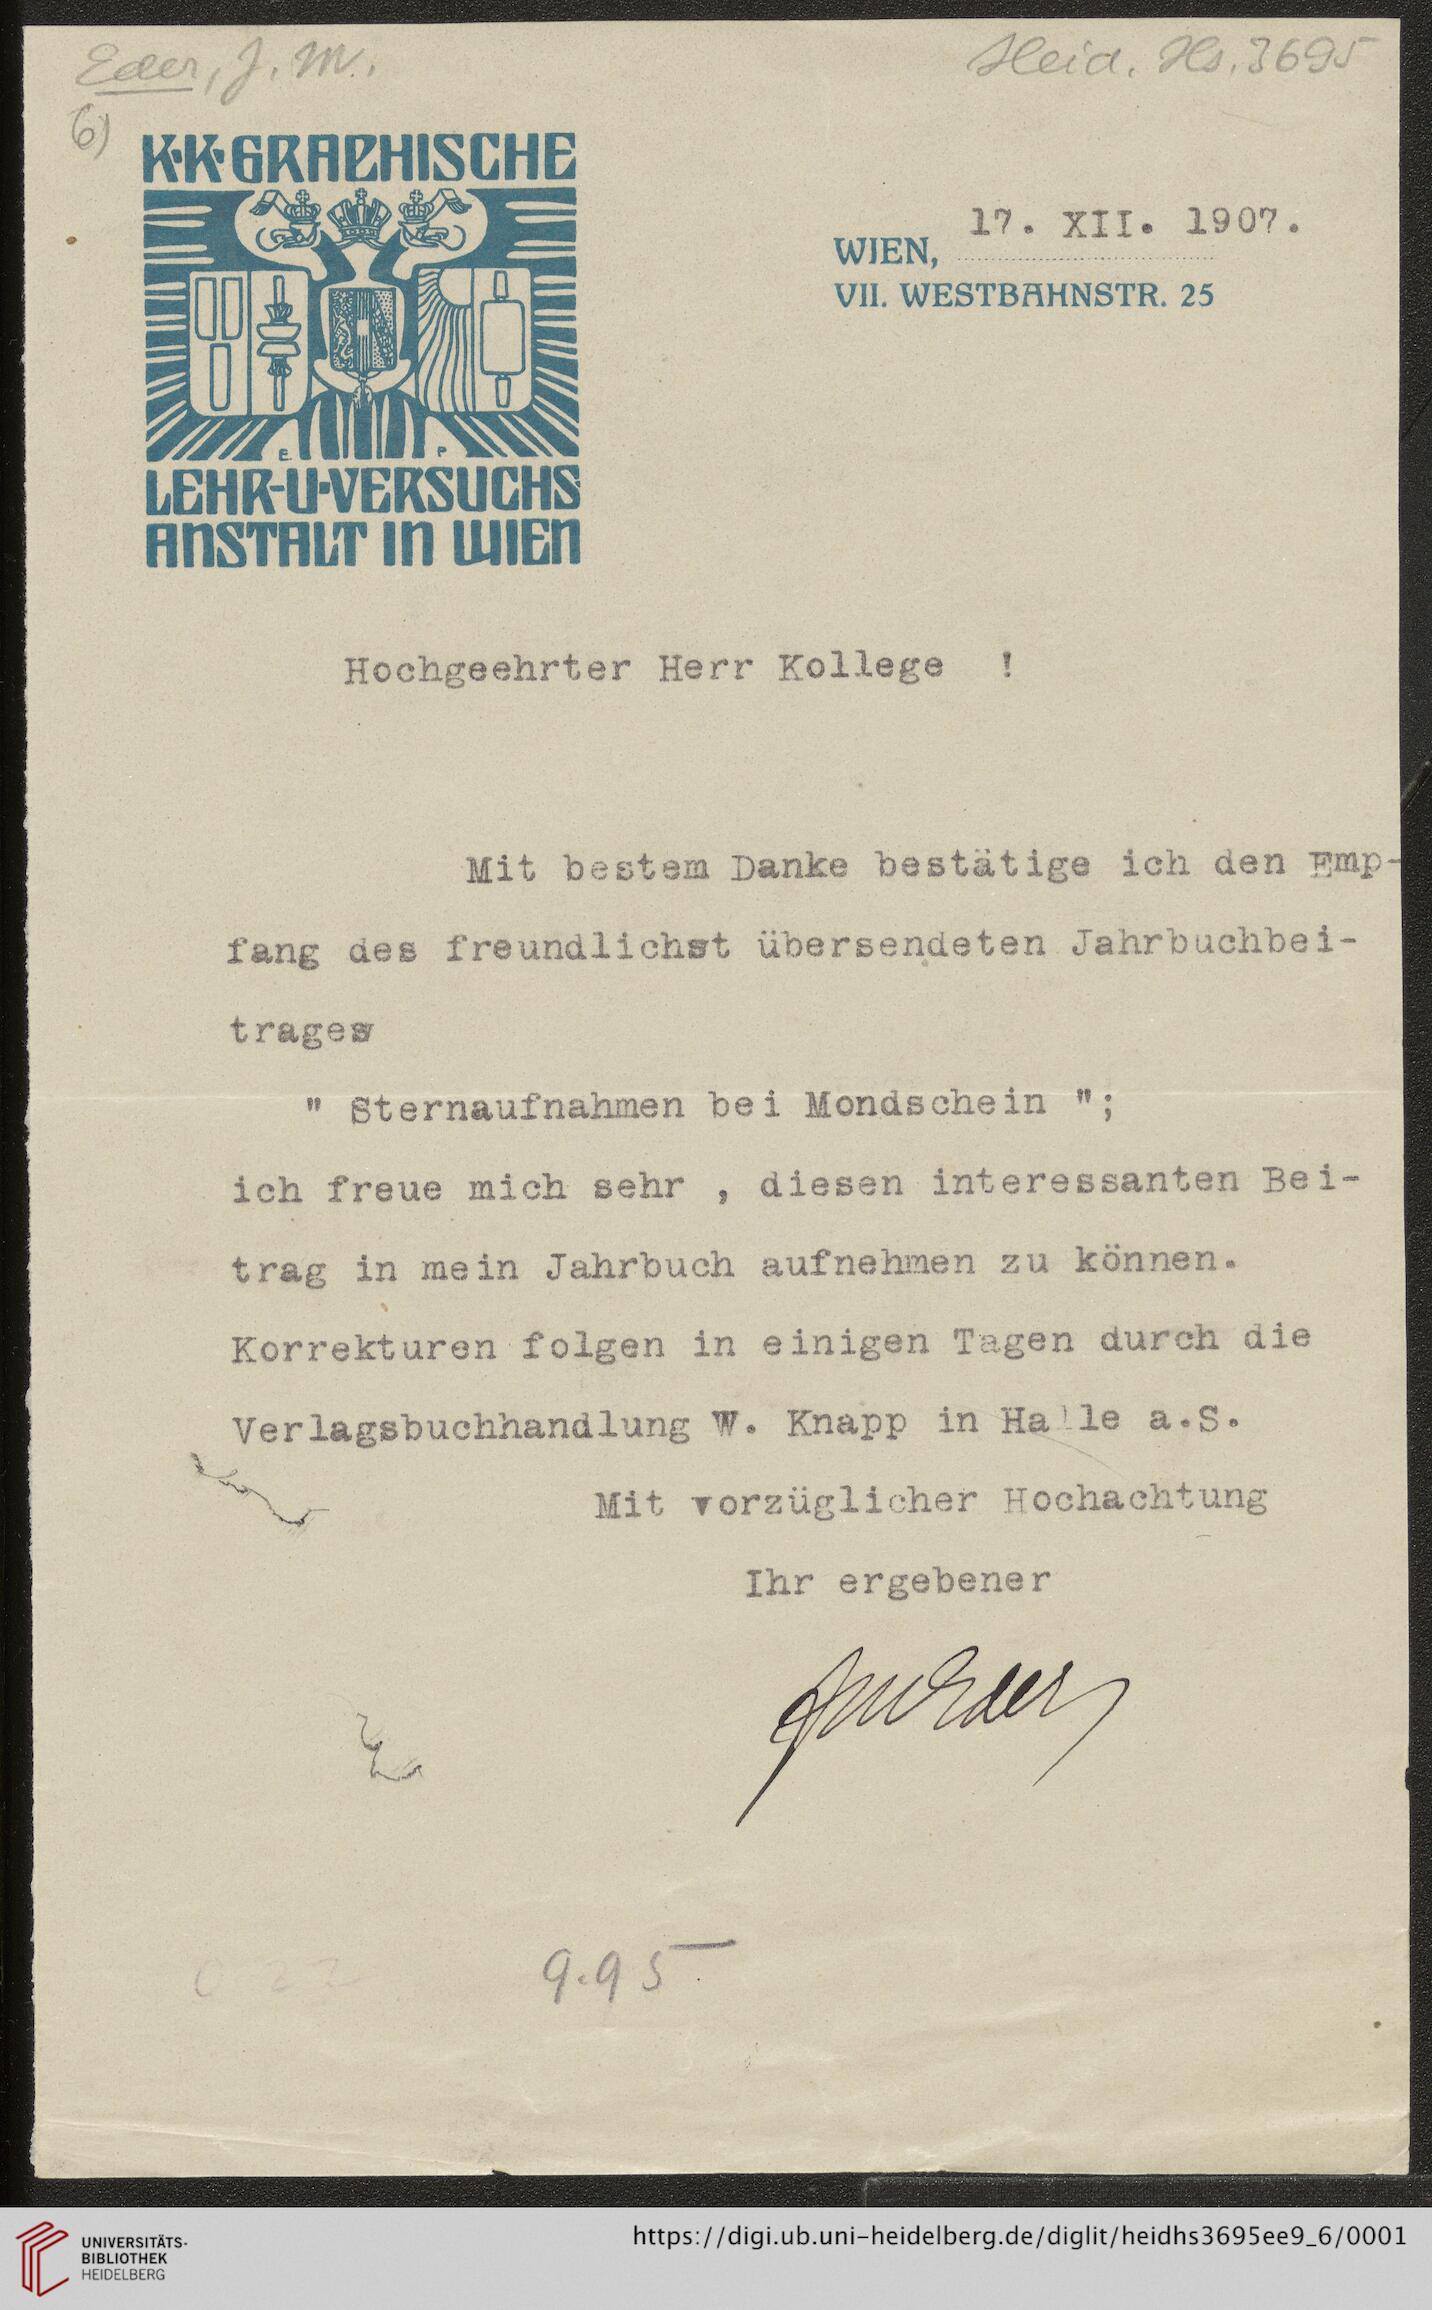 Eder, J. M.
Heid. Hs. 3695
6)
K·K·GRAPHISCHE
E. P.
LEHR-U·VERSUCHS
ANSTALT IN WIEN
17. XII. 1907.
WIEN,
VII. WESTBAHNSTR. 25
Hochgeehrter Herr Kollege !
Mit bestem Danke bestätige ich den Emp-
fang des freundlichst übersendeten Jahrbuchbei-
trages
" Sternaufnahmen bei Mondschein ";
ich freue mich sehr , diesen interessanten Bei-
trag in mein Jahrbuch aufnehmen zu können.
Korrekturen folgen in einigen Tagen durch die
Verlagsbuchhandlung W. Knapp in Halle a.S.
Mit vorzüglicher Hochachtung
Ihr ergebener
JMEder
9.95
UNIVERSITÄTS-
BIBLIOTHEK
HEIDELBERG
https://digi.ub.uni-heidelberg.de/diglit/heidhs3695ee9_6/0001